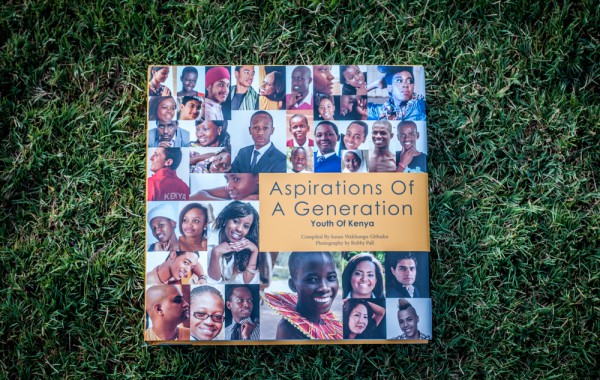 Aspirations Of
A Generation
Youth Of Kenya
Compiled By Susan Wakhungu-Githuku
Photography by Bobby Pall
KENYA